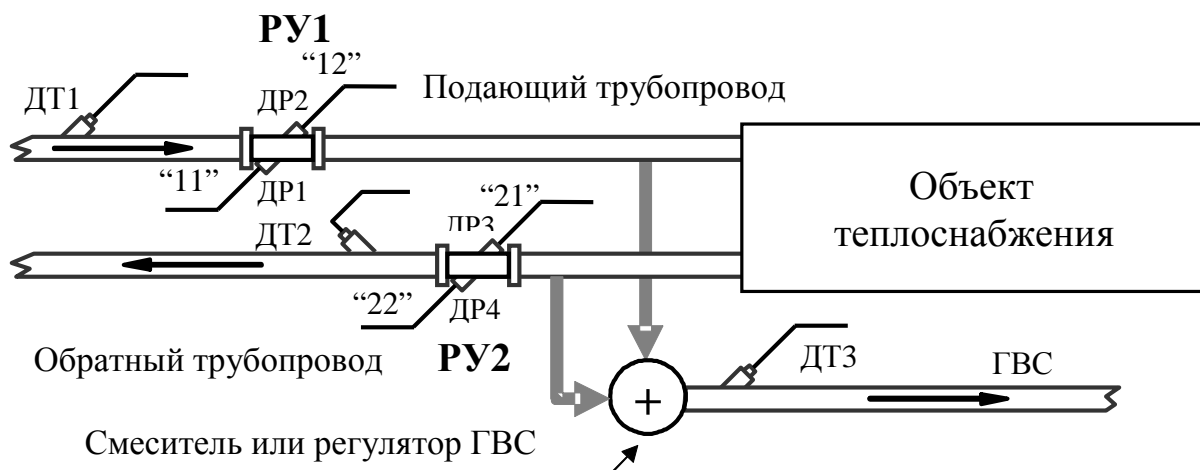 РУ1
“12”
ДТ1
ДР2
Подающий трубопровод
“11”
ДР1
“21”
Объект
теплоснабжения
ДТ2
ДР3
“22”
ДР4
Обратный трубопровод
РУ2
ДТ3
ГВС
+
Смеситель или регулятор ГВС